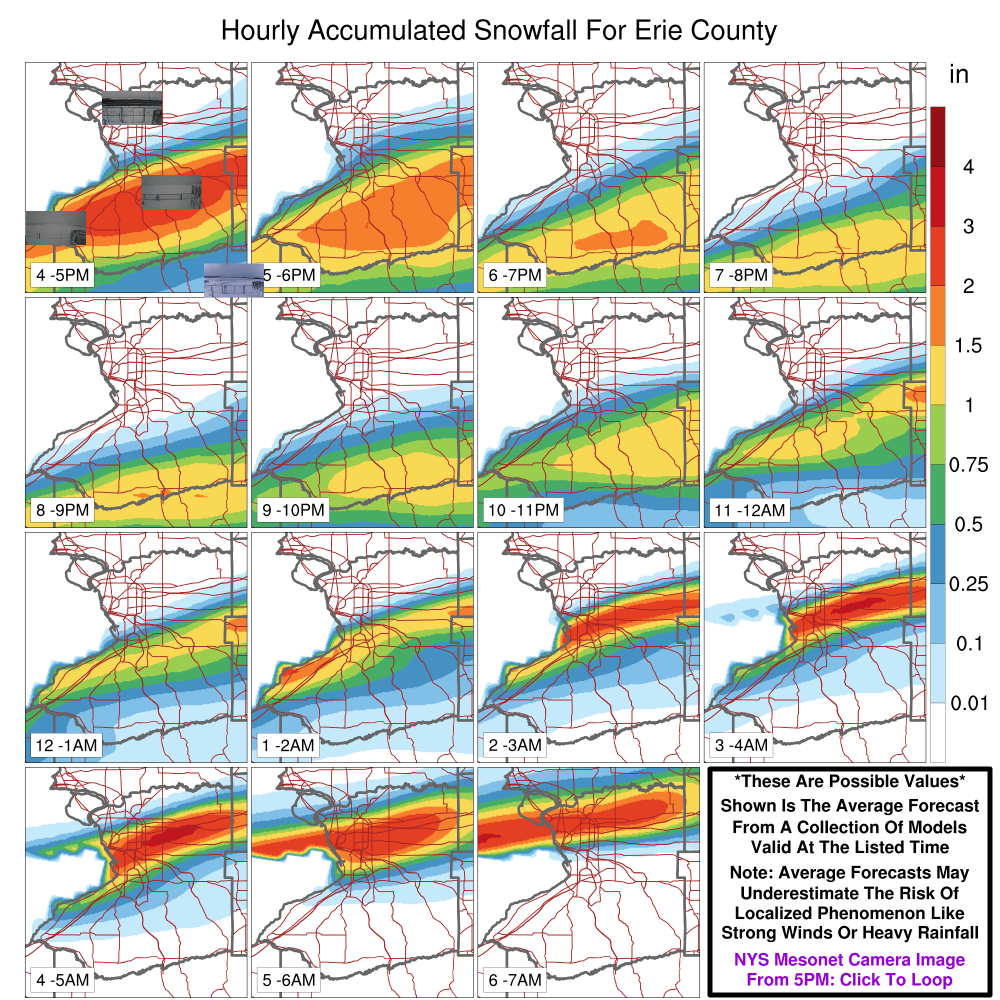 Hourly Accumulated Snowfall For Erie County
in
4 -5PM
5 -6PM
6 -7PM
7 -8PM
8 -9PM
9 -10PM
10 -11PM
11 -12AM
12 -1AM
1 -2AM
2 -3AM
3 -4AM
4 -5AM
5 -6AM
6 -7AM
4
3
2
1.5
1
0.75
0.5
0.25
0.1
0.01
*These Are Possible Values*
Shown Is The Average Forecast
From A Collection Of Models
Valid At The Listed Time
Note: Average Forecasts May
Underestimate The Risk Of
Localized Phenomenon Like
Strong Winds Or Heavy Rainfall
NYS Mesonet Camera Image
From 5PM: Click To Loop